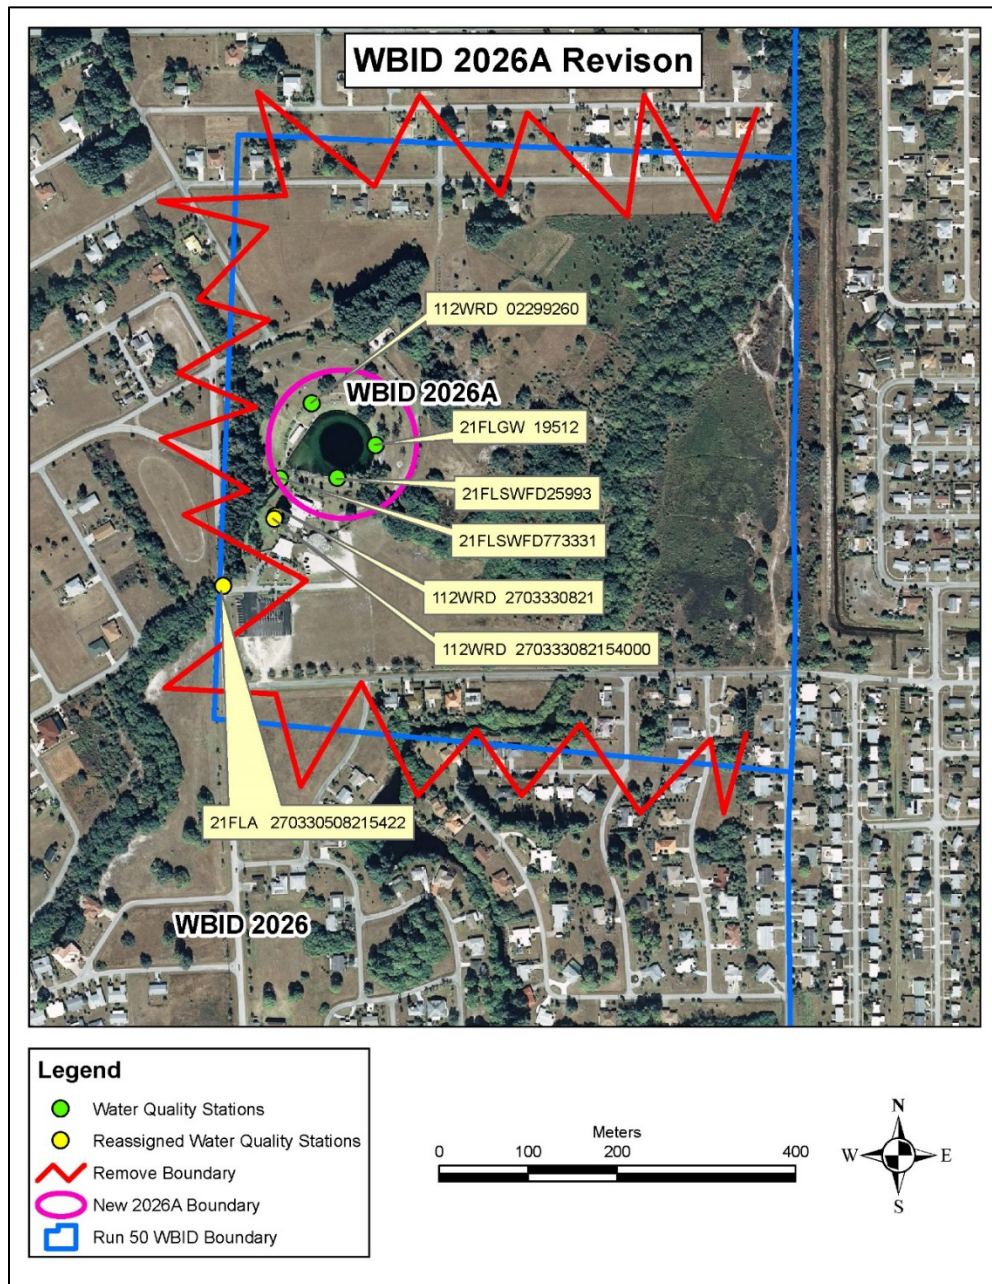 WBID 2026A Revison
112WRD 02299260
WBID 2026A
21FLGW 19512
21FLSWFD25993
21FLSWFD773331
112WRD 2703330821
112WRD 270333082154000
21FLA 270330508215422
WBID 2026
Legend
Water Quality Stations
Reassigned Water Quality Stations
Remove Boundary
New 2026A Boundary
Run 50 WBID Boundary
Meters
0 100 200 400
N
W E
S